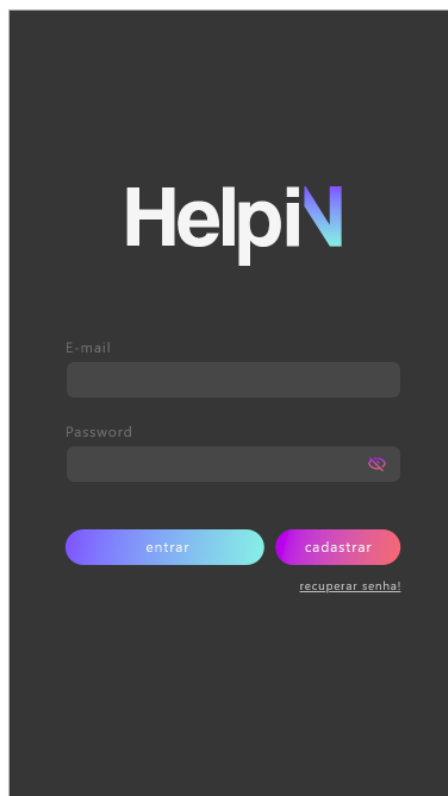 HelpiN
E-mail
Password
entrar
cadastrar
recuperar senha!